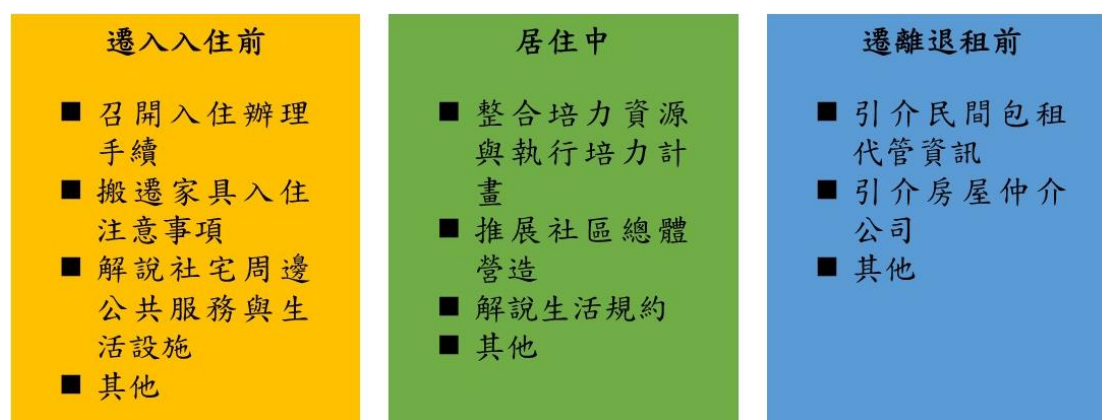 遷入入住前
■ 召開入住辦理
手續
■ 搬遷家具入住
注意事項
■ 解說社宅周邊
公共服務與生
活設施
■ 其他
居住中
■ 整合培力資源
與執行培力計
畫
■ 推展社區總體
營造
■ 解說生活規約
■ 其他
遷離退租前
■ 引介民間包租
代管資訊
■ 引介房屋仲介
公司
■ 其他